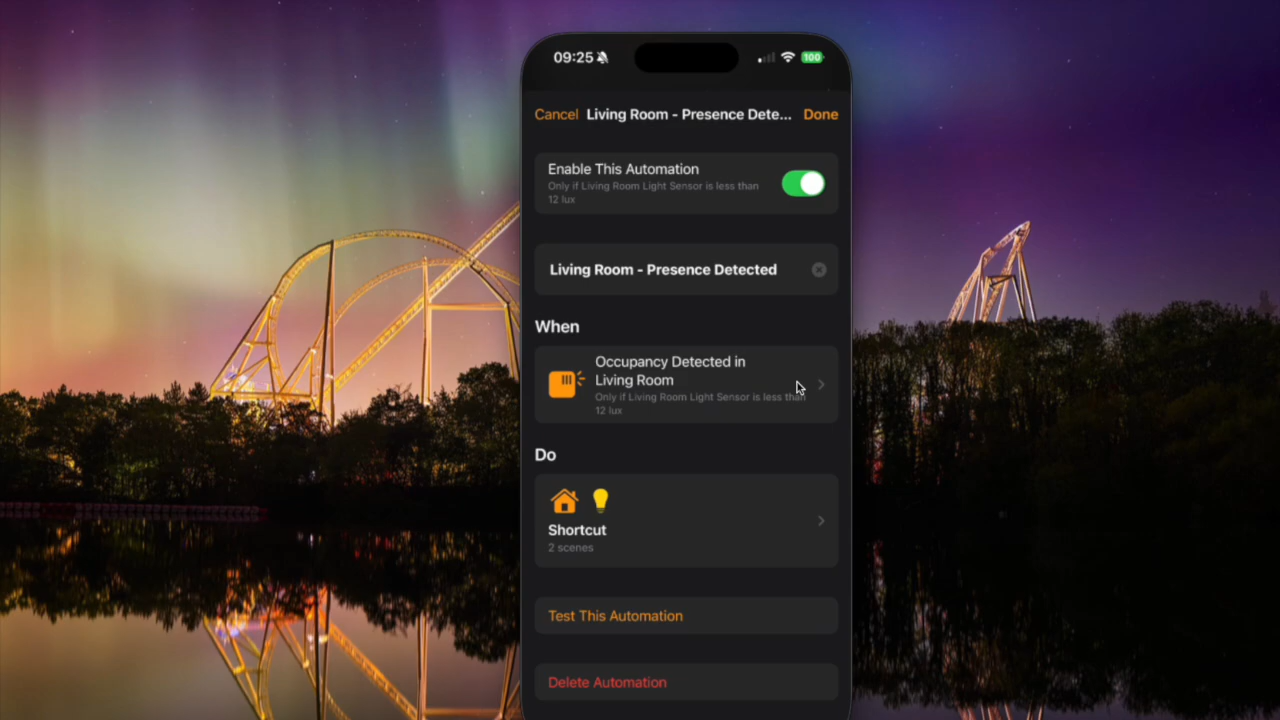 09:25
100
Cancel Living Room - Presence Dete... Done
Enable This Automation
Only if Living Room Light Sensor is less than
12 lux
Living Room - Presence Detected
When
Occupancy Detected in
Living Room
Only if Living Room Light Sensor is less than
12 lux
Do
Shortcut
2 scenes
Test This Automation
Delete Automation